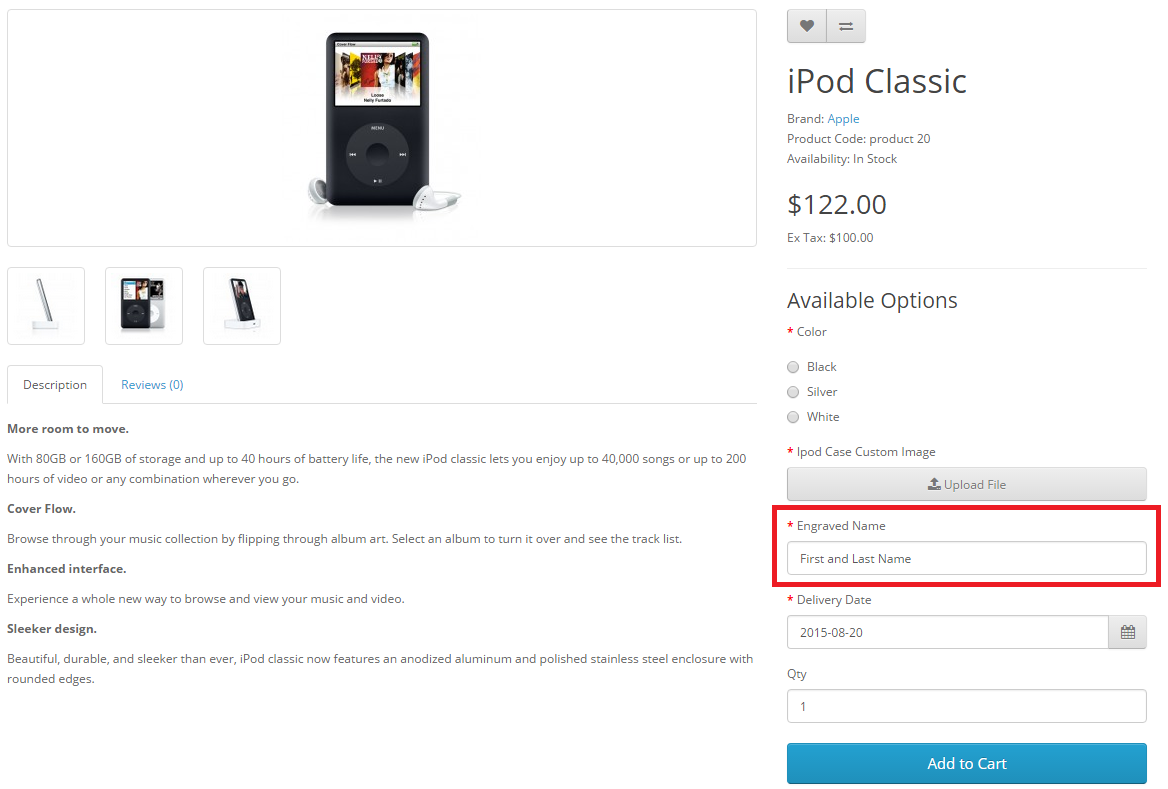 Cover Flow
NELLY
FURTADO
Loose
Nelly Furtado
MENU
Description
Reviews (0)
More room to move.
With 80GB or 160GB of storage and up to 40 hours of battery life, the new iPod classic lets you enjoy up to 40,000 songs or up to 200
hours of video or any combination wherever you go.
Cover Flow.
Browse through your music collection by flipping through album art. Select an album to turn it over and see the track list.
Enhanced interface.
Experience a whole new way to browse and view your music and video.
Sleeker design.
Beautiful, durable, and sleeker than ever, iPod classic now features an anodized aluminum and polished stainless steel enclosure with
rounded edges.
iPod Classic
Brand: Apple
Product Code: product 20
Availability: In Stock
$122.00
Ex Tax: $100.00
Available Options
* Color
Black
Silver
White
* Ipod Case Custom Image
Upload File
* Engraved Name
First and Last Name
* Delivery Date
2015-08-20
Qty
1
Add to Cart